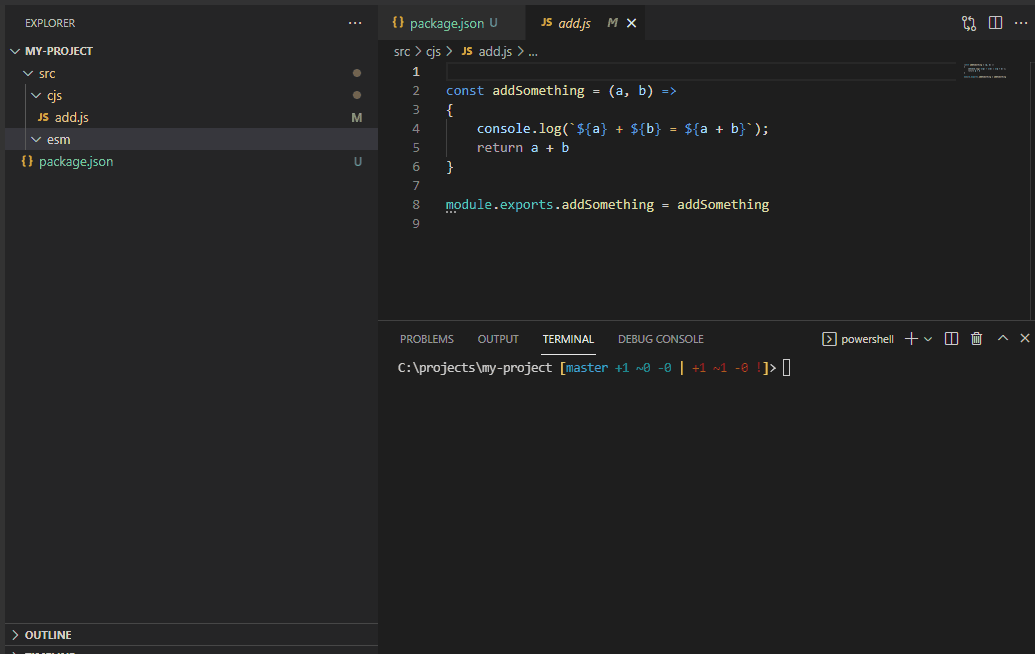 EXPLORER
MY-PROJECT
src
cjs
JS add.js M
esm
{} package.json U
OUTLINE
{} package.json U
JS add.js M
src > cjs > JS add.js > ...
1
2 const addSomething = (a, b) =>
3 {
4 console.log(`${a} + ${b} = ${a + b}`);
5 return a + b
6 }
7
8 module.exports.addSomething = addSomething
9
PROBLEMS OUTPUT TERMINAL DEBUG CONSOLE powershell
C:\projects\my-project [master +1 ~0 -0 | +1 ~1 -0 !]>